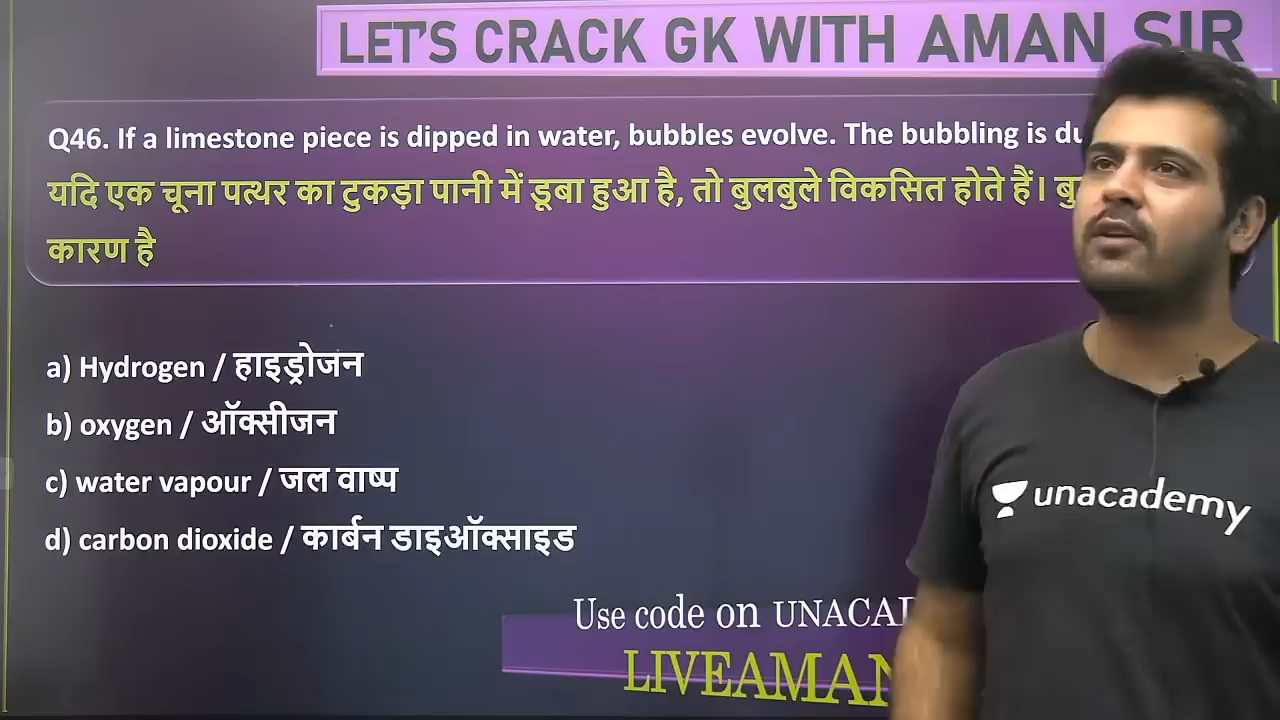 LET'S CRACK GK WITH AMAN SIR
Q46. If a limestone piece is dipped in water, bubbles evolve. The bubbling is
यदि एक चूना पत्थर का टुकड़ा पानी में डूबा हुआ है, तो बुलबुले विकसित होते हैं।
कारण है
a) Hydrogen / हाइड्रोजन
b) oxygen / ऑक्सीजन
c) water vapour / जल वाष्प
d) carbon dioxide / कार्बन डाइऑक्साइड
unacademy
Use code on
LIVEAMAN